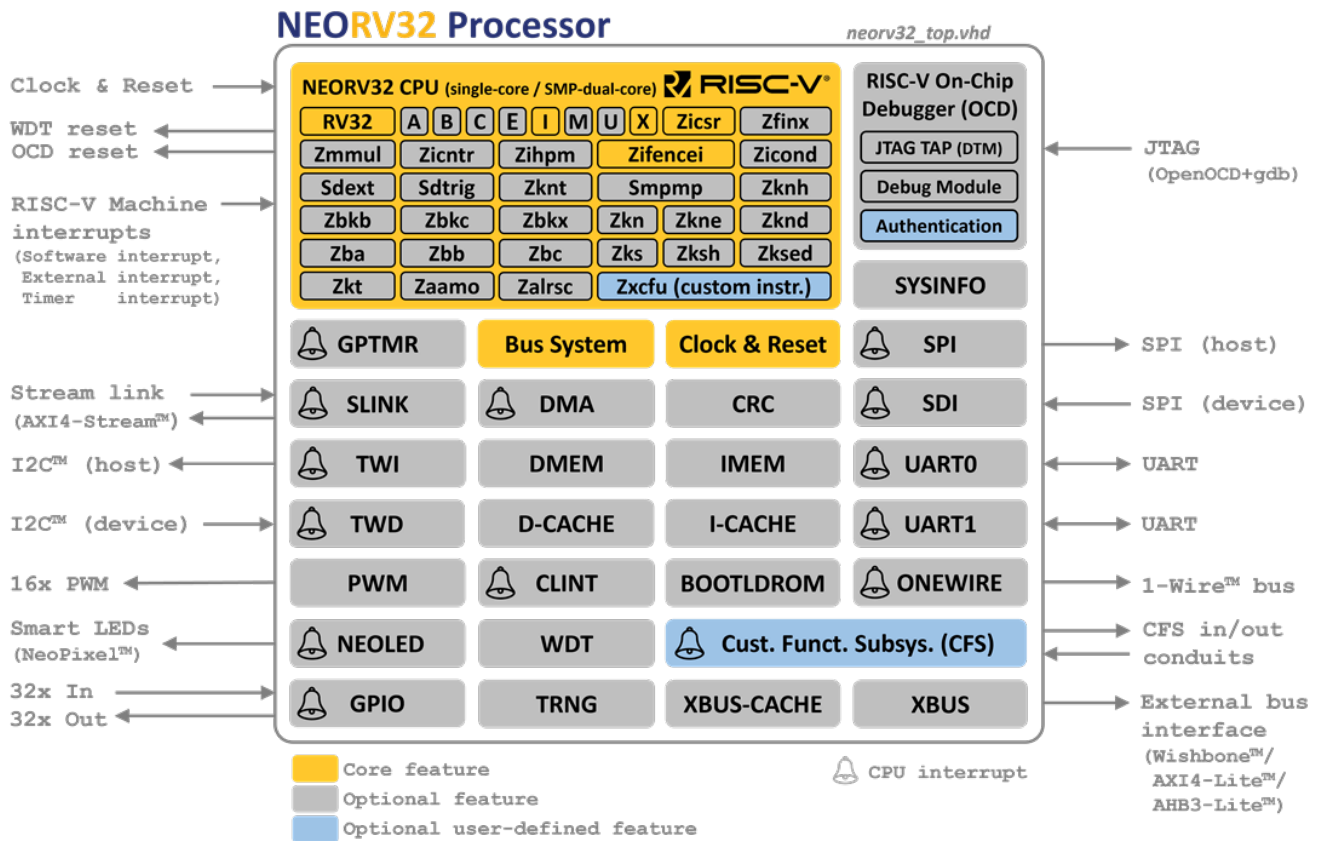 NEORV32 Processor
neorv32_top.vhd
Clock & Reset
WDT reset
OCD reset
RISC-V Machine
interrupts
(Software interrupt,
External interrupt,
Timer interrupt)
Stream link
(AXI4-Stream™)
I2C™ (host)
I2C™ (device)
16x PWM
Smart LEDs
(NeoPixel™)
32x In
32x Out
NEORV32 CPU (single-core / SMP-dual-core) RISC-V®
RV32 A B C E I M U X Zicsr Zfinx
Zmmul Zicntr Zihpm Zifencei Zicond
Sdext Sdtrig Zknt Smpmp Zknh
Zbkb Zbkc Zbkx Zkn Zkne Zknd
Zba Zbb Zbc Zks Zksh Zksed
Zkt Zaamo Zalrsc Zxcfu (custom instr.)
RISC-V On-Chip
Debugger (OCD)
JTAG TAP (DTM)
Debug Module
Authentication
SYSINFO
GPTMR Bus System Clock & Reset SPI
SLINK DMA CRC SDI
TWI DMEM IMEM UART0
TWD D-CACHE I-CACHE UART1
PWM CLINT BOOTLDROM ONEWIRE
NEOLED WDT Cust. Funct. Subsys. (CFS)
GPIO TRNG XBUS-CACHE XBUS
JTAG
(OpenOCD+gdb)
SPI (host)
SPI (device)
UART
UART
1-Wire™ bus
CFS in/out
conduits
External bus
interface
(Wishbone™/
AXI4-Lite™/
AHB3-Lite™)
Core feature
Optional feature
Optional user-defined feature
CPU interrupt